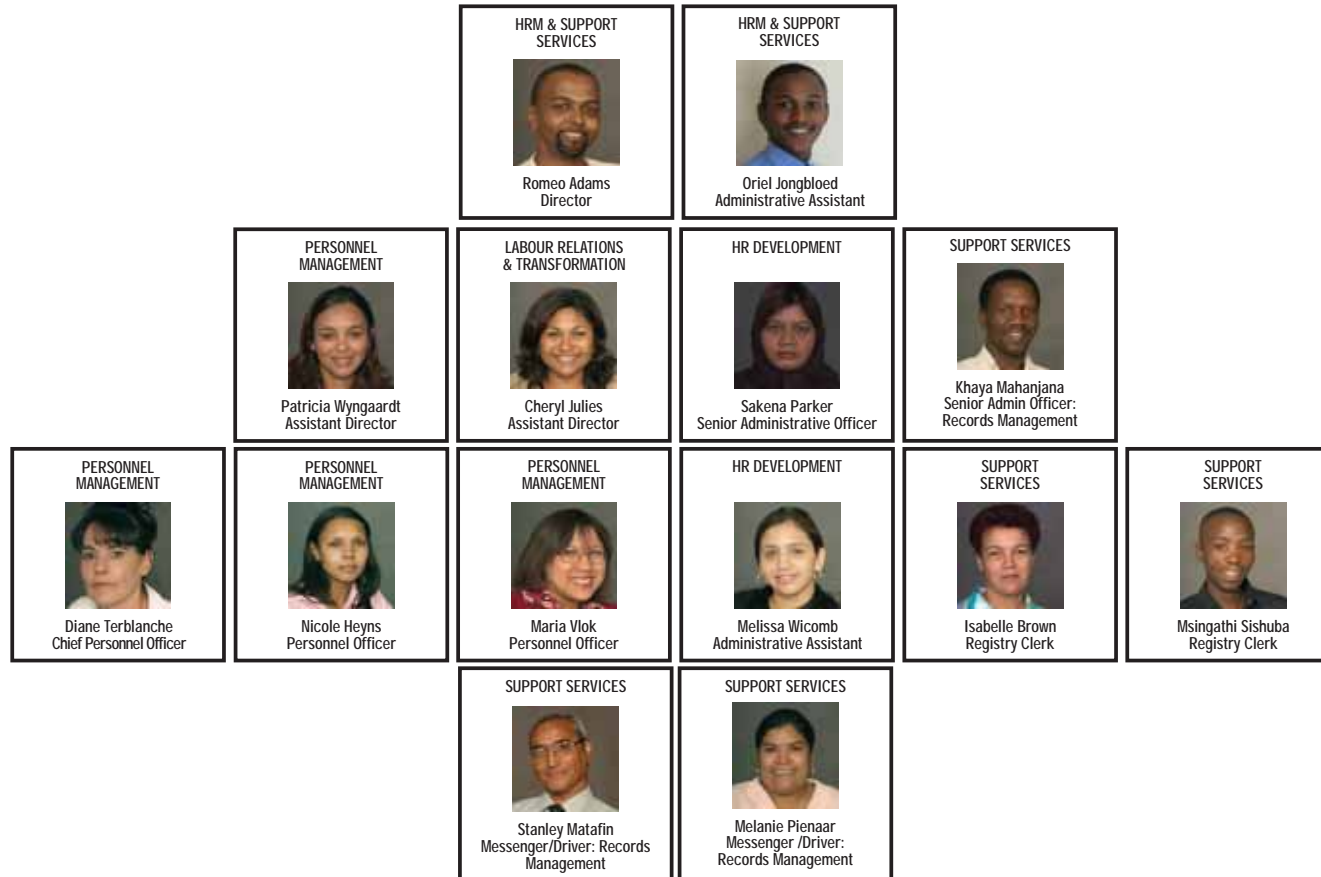 HRM & SUPPORT
SERVICES
Romeo Adams
Director
HRM & SUPPORT
SERVICES
Oriel Jongbloed
Administrative Assistant
PERSONNEL
MANAGEMENT
Patricia Wyngaardt
Assistant Director
LABOUR RELATIONS
& TRANSFORMATION
Cheryl Julies
Assistant Director
HR DEVELOPMENT
Sakena Parker
Senior Administrative Officer
SUPPORT SERVICES
Khaya Mahanjana
Senior Admin Officer:
Records Management
PERSONNEL
MANAGEMENT
Diane Terblanche
Chief Personnel Officer
PERSONNEL
MANAGEMENT
Nicole Heyns
Personnel Officer
PERSONNEL
MANAGEMENT
Maria Vlok
Personnel Officer
HR DEVELOPMENT
Melissa Wicomb
Administrative Assistant
SUPPORT
SERVICES
Isabelle Brown
Registry Clerk
SUPPORT
SERVICES
Msingathi Sishuba
Registry Clerk
SUPPORT SERVICES
Stanley Matafin
Messenger/Driver: Records
Management
SUPPORT SERVICES
Melanie Pienaar
Messenger /Driver:
Records Management